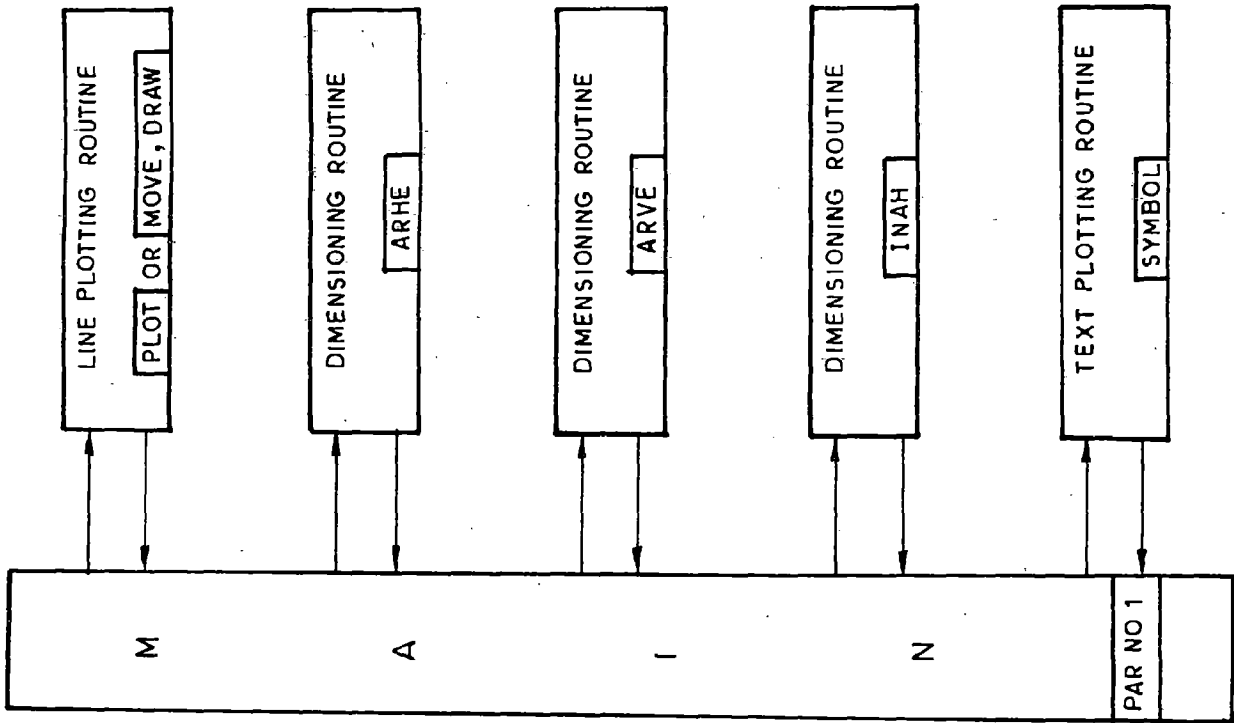 LINE PLOTTING ROUTINE
PLOT OR MOVE, DRAW
DIMENSIONING ROUTINE
ARHE
DIMENSIONING ROUTINE
ARVE
DIMENSIONING ROUTINE
INAH
TEXT PLOTTING ROUTINE
SYMBOL
M A I N
PAR NO 1